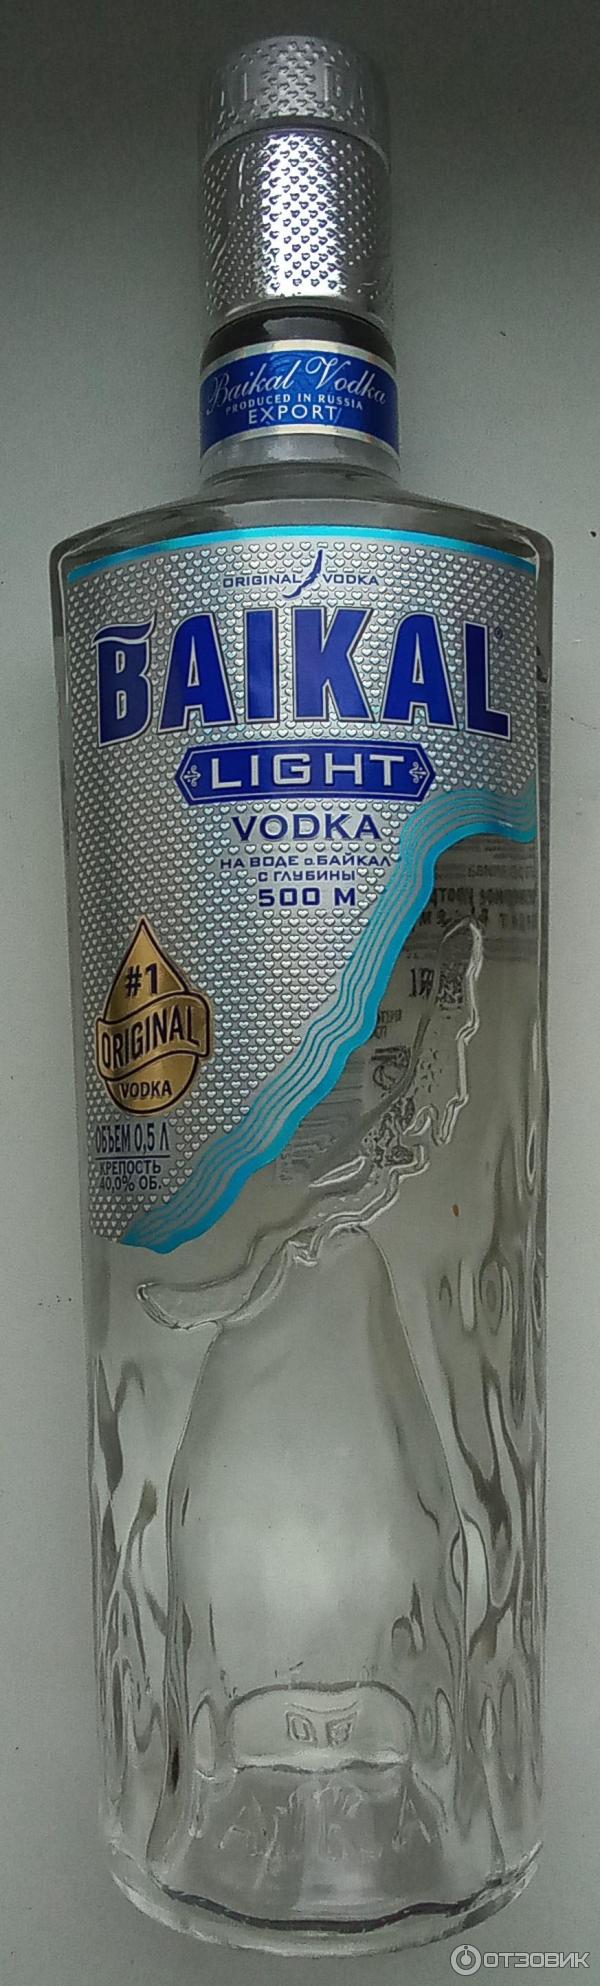 Baikal Vodka
PRODUCED IN RUSSIA
EXPORT
ORIGINAL VODKA
BAIKAL®
LIGHT
VODKA
НА ВОДЕ о.БАЙКАЛ
С ГЛУБИНЫ
500 М
#1
ORIGINAL
VODKA
ОБЪЕМ 0,5 Л
КРЕПОСТЬ
40,0% ОБ.
ОТЗОВИК